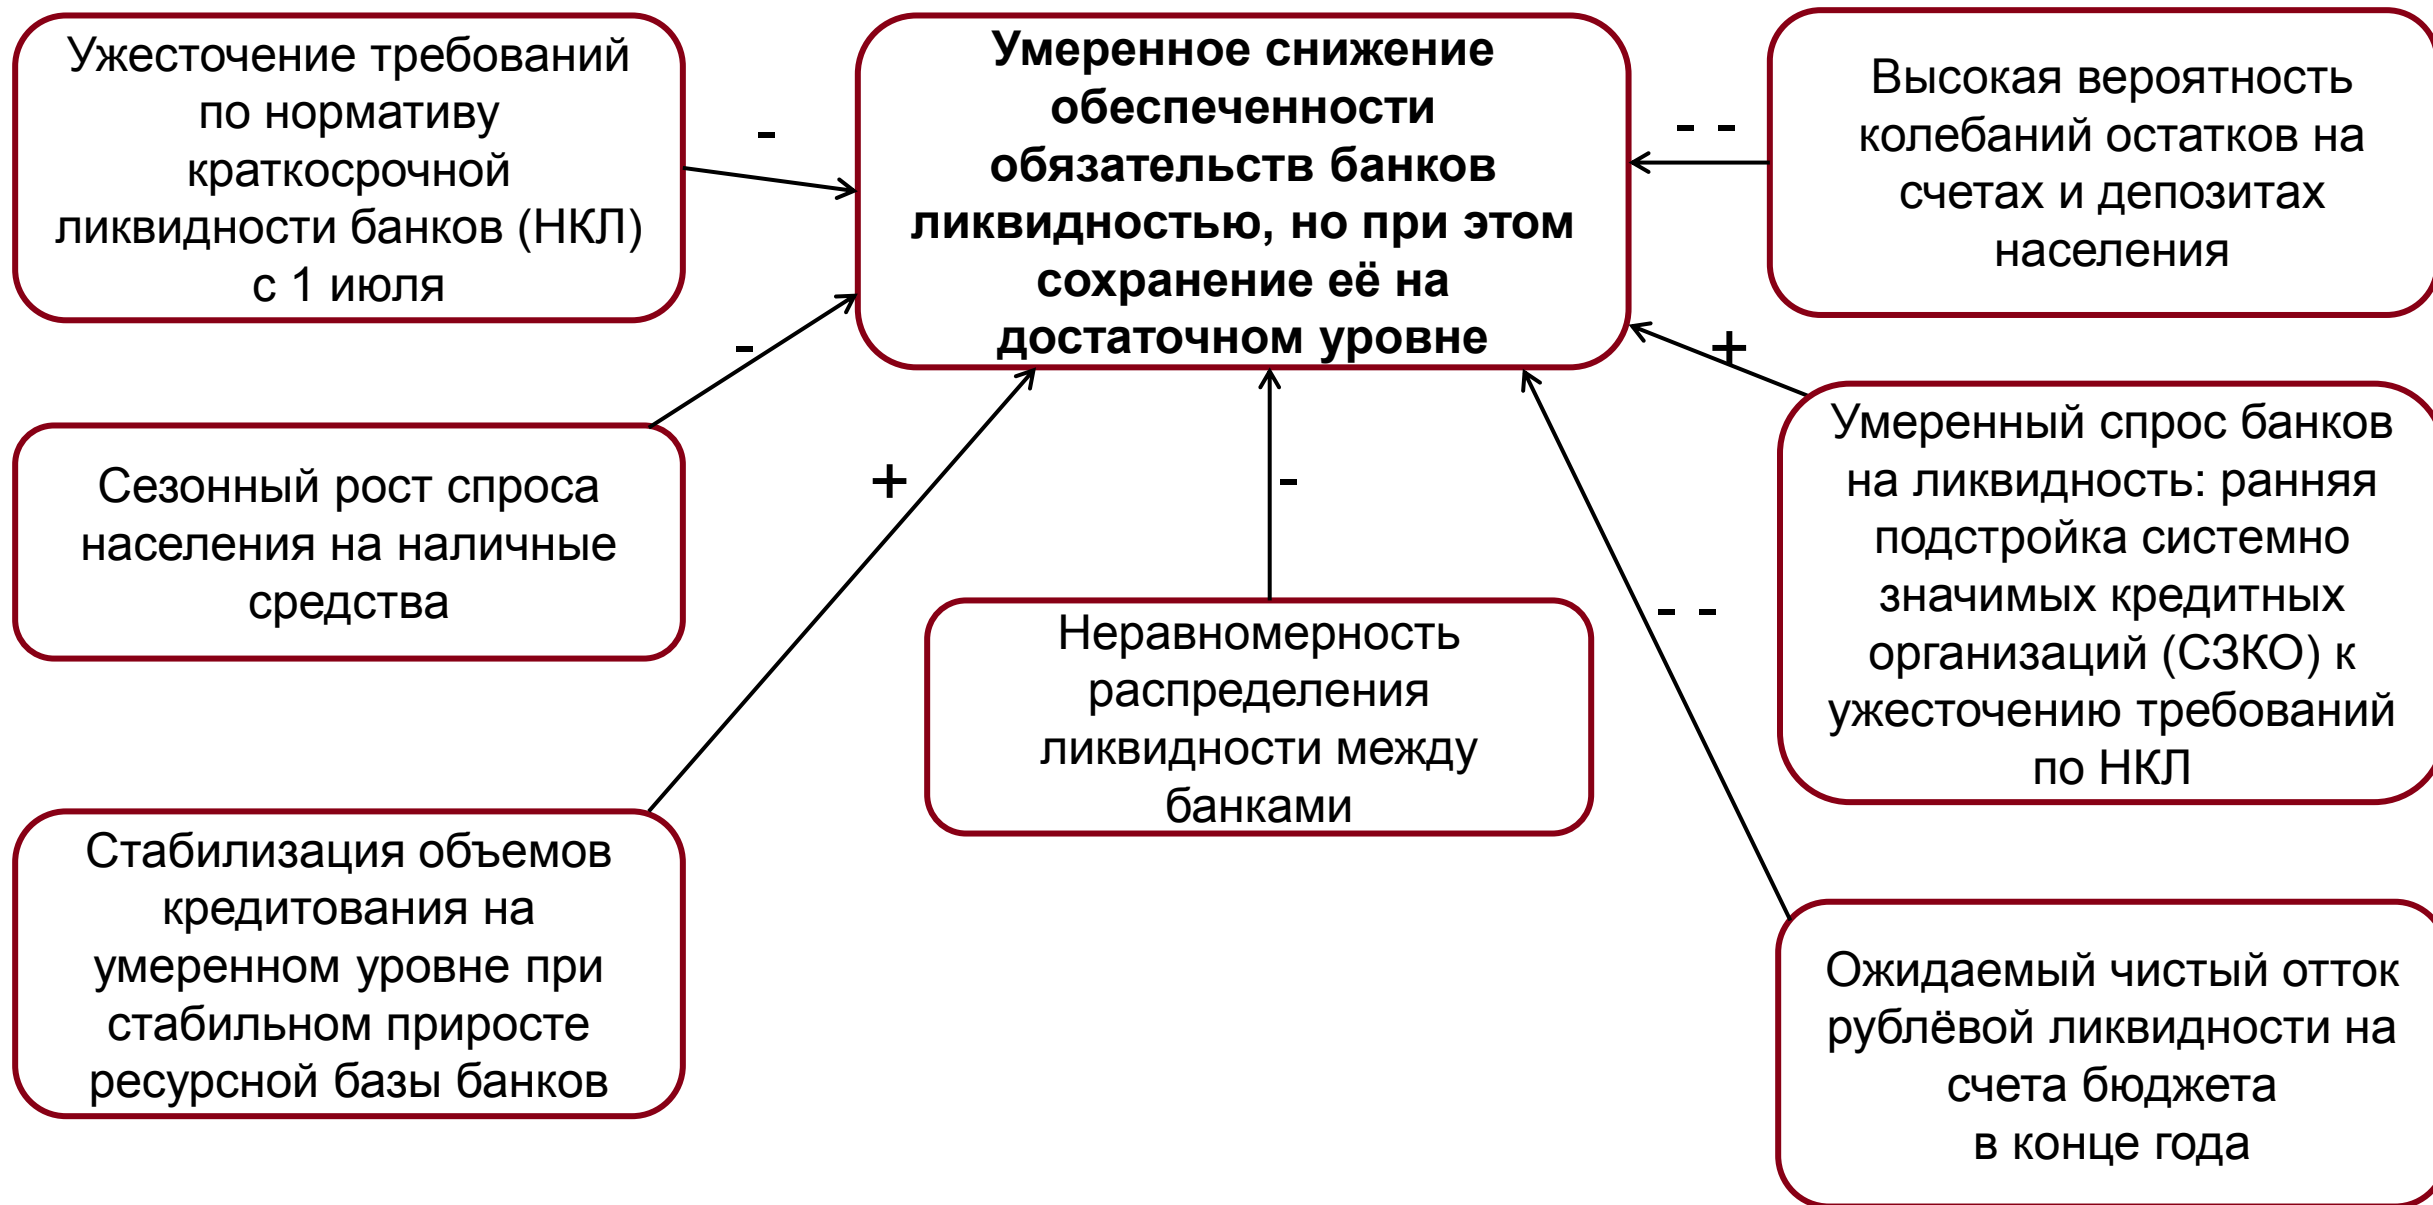 Ужесточение требований
по нормативу
краткосрочной
ликвидности банков (НКЛ)
с 1 июля
-
Умеренное снижение
обеспеченности
обязательств банков
ликвидностью, но при этом
сохранение её на
достаточном уровне
- -
Высокая вероятность
колебаний остатков на
счетах и депозитах
населения
-
Сезонный рост спроса
населения на наличные
средства
+
Умеренный спрос банков
на ликвидность: ранняя
подстройка системно
значимых кредитных
организаций (СЗКО) к
ужесточению требований
по НКЛ
+
Стабилизация объемов
кредитования на
умеренном уровне при
стабильном приросте
ресурсной базы банков
-
Неравномерность
распределения
ликвидности между
банками
- -
Ожидаемый чистый отток
рублёвой ликвидности на
счета бюджета
в конце года